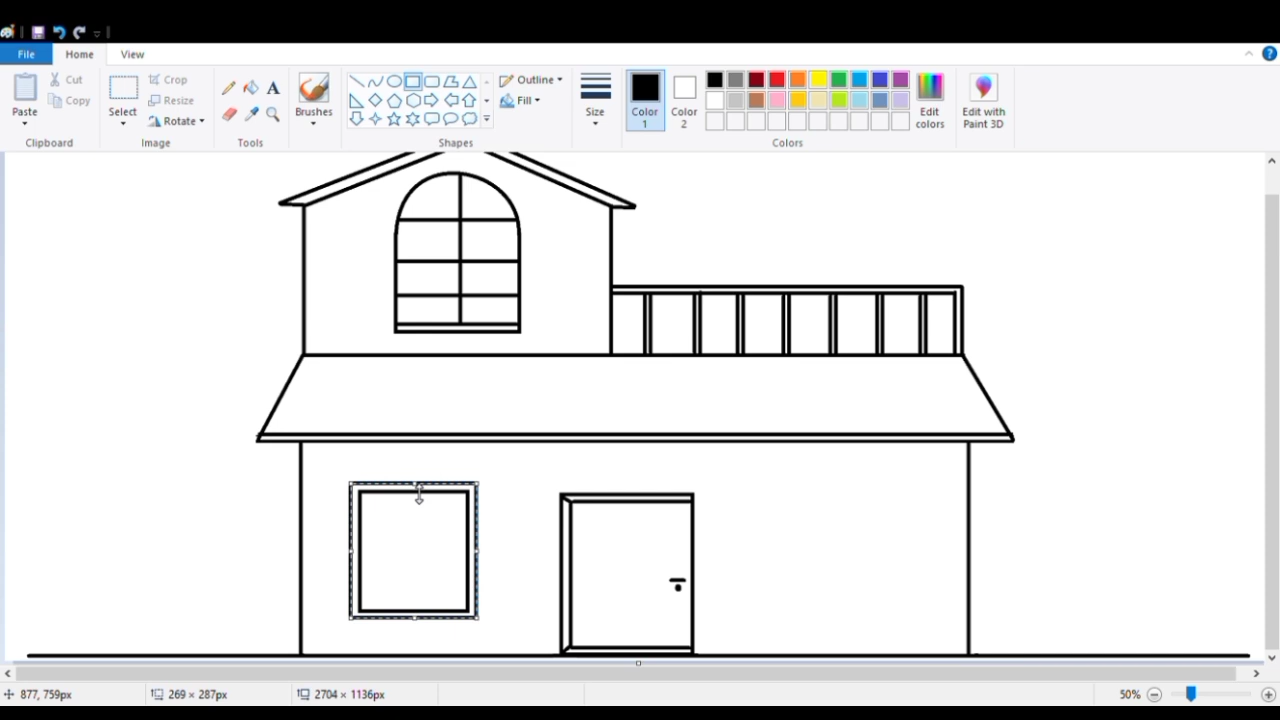 File Home View
Paste
Cut
Copy
Clipboard
Select
Crop
Resize
Rotate
Image
A
Tools
Brushes
Outline
Fill
Shapes
Size
Color 1
Color 2
Edit colors
Colors
Edit with Paint 3D
?
877, 759px 269 × 287px 2704 × 1136px 50%